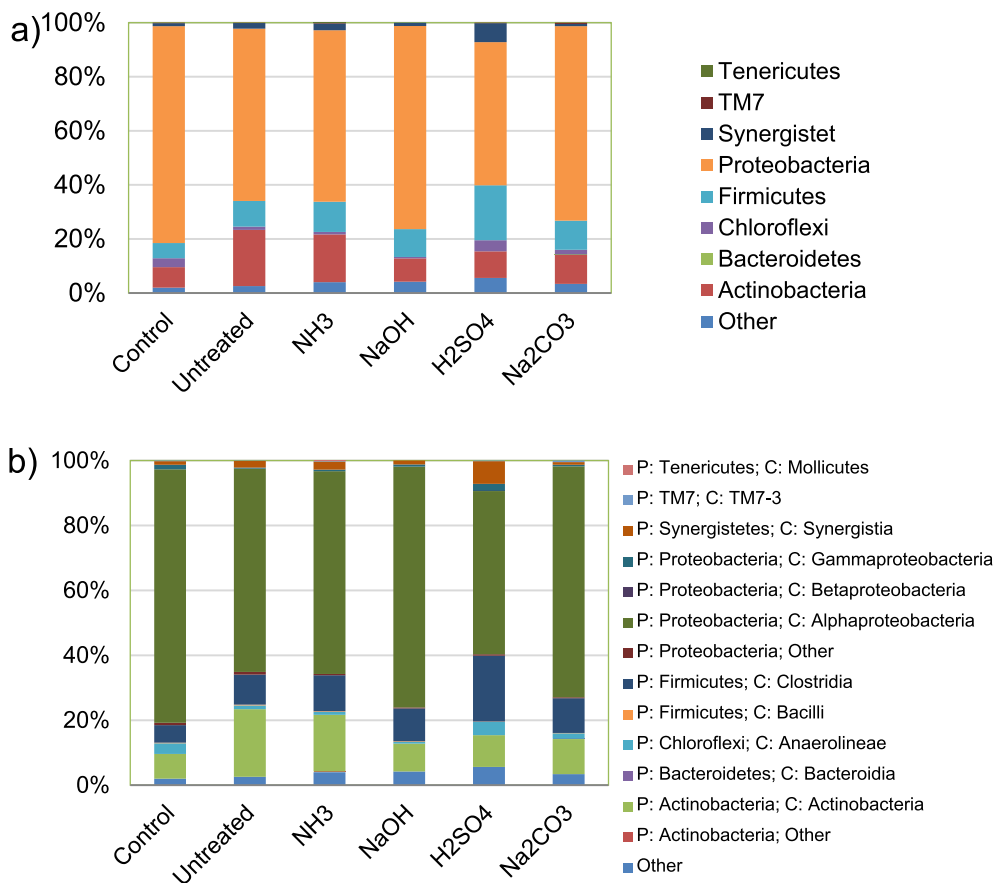 a)
100%
80%
60%
40%
20%
0%
Control
Untreated
NH3
NaOH
H2SO4
Na2CO3
Tenericutes
TM7
Synergistet
Proteobacteria
Firmicutes
Chloroflexi
Bacteroidetes
Actinobacteria
Other
b)
100%
80%
60%
40%
20%
0%
Control
Untreated
NH3
NaOH
H2SO4
Na2CO3
P: Tenericutes; C: Mollicutes
P: TM7; C: TM7-3
P: Synergistetes; C: Synergistia
P: Proteobacteria; C: Gammaproteobacteria
P: Proteobacteria; C: Betaproteobacteria
P: Proteobacteria; C: Alphaproteobacteria
P: Proteobacteria; Other
P: Firmicutes; C: Clostridia
P: Firmicutes; C: Bacilli
P: Chloroflexi; C: Anaerolineae
P: Bacteroidetes; C: Bacteroidia
P: Actinobacteria; C: Actinobacteria
P: Actinobacteria; Other
Other